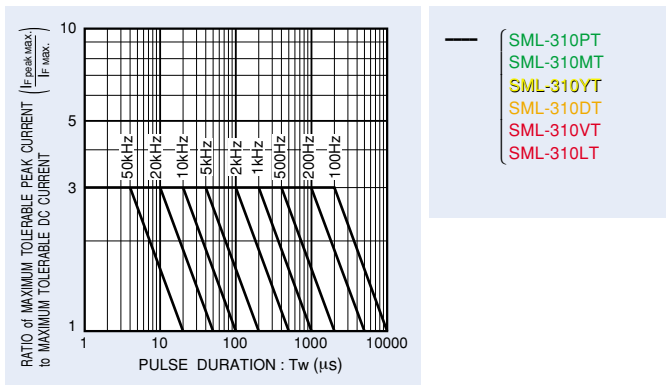 RATIO of MAXIMUM TOLERABLE PEAK CURRENT
to MAXIMUM TOLERABLE DC CURRENT
(IF peak Max.
IF Max.)
10
5
3
1
50kHz
20kHz
10kHz
5kHz
2kHz
1kHz
500Hz
200Hz
100Hz
1
10
100
1000
10000
PULSE DURATION : Tw (μs)
SML-310PT
SML-310MT
SML-310YT
SML-310DT
SML-310VT
SML-310LT